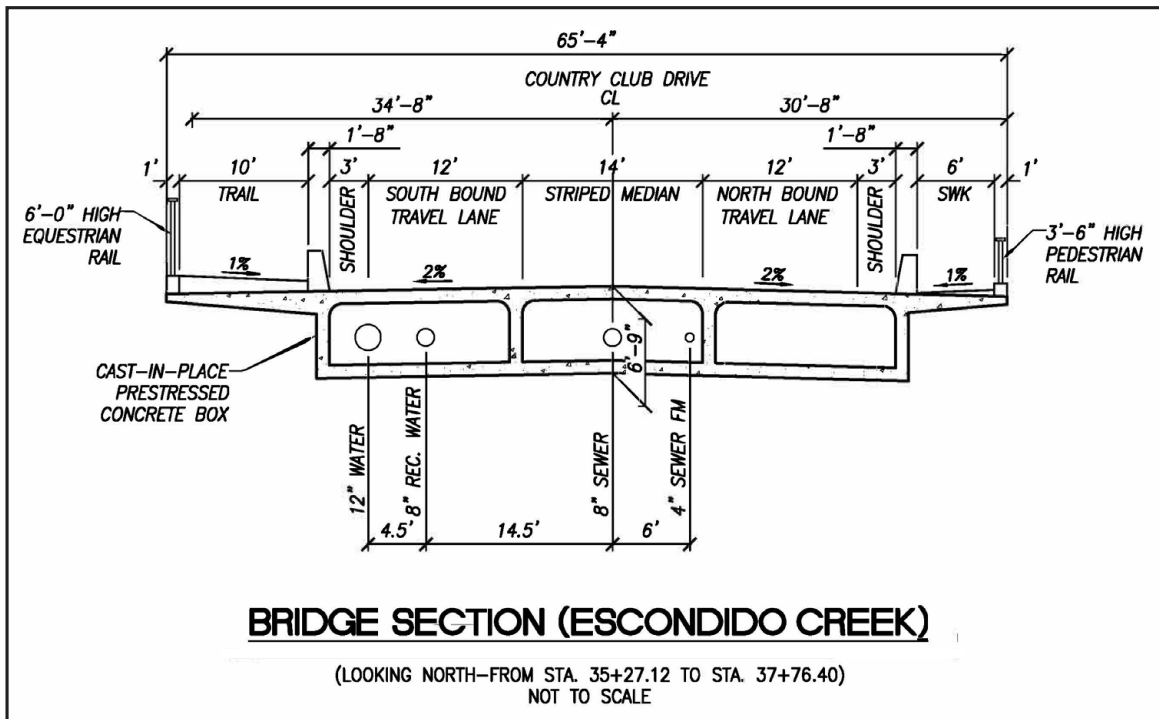 65'-4"
COUNTRY CLUB DRIVE
CL
34'-8"
30'-8"
1'-8"
1'-8"
1'
10'
3'
12'
14'
12'
3'
6'
1'
TRAIL
SHOULDER
SOUTH BOUND
TRAVEL LANE
STRIPED MEDIAN
NORTH BOUND
TRAVEL LANE
SHOULDER
SWK
6'-0" HIGH
EQUESTRIAN
RAIL
3'-6" HIGH
PEDESTRIAN
RAIL
1%
2%
2%
1%
6'-9"
CAST-IN-PLACE
PRESTRESSED
CONCRETE BOX
12" WATER
8" REC. WATER
8" SEWER
4" SEWER FM
4.5'
14.5'
6'
BRIDGE SECTION (ESCONDIDO CREEK)
(LOOKING NORTH-FROM STA. 35+27.12 TO STA. 37+76.40)
NOT TO SCALE